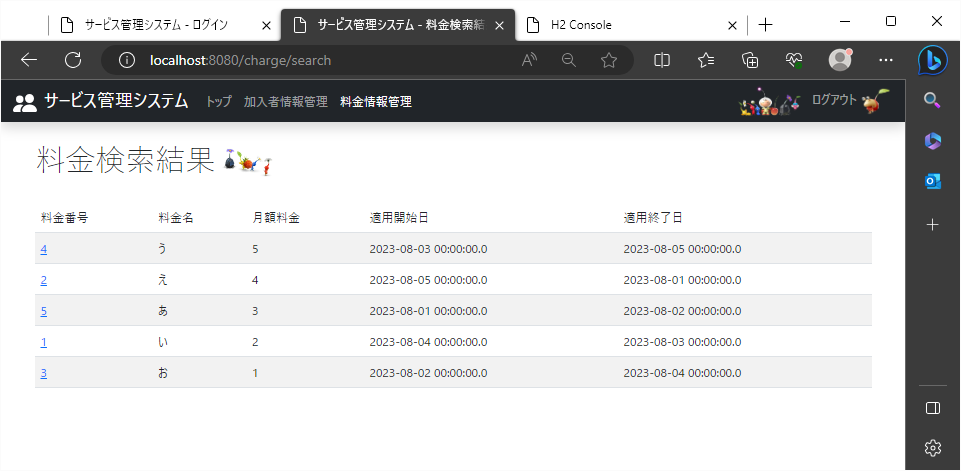 サービス管理システム - ログイン
サービス管理システム - 料金検索結
H2 Console
localhost:8080/charge/search
サービス管理システム トップ 加入者情報管理 料金情報管理 ログアウト
料金検索結果
料金番号 料金名 月額料金 適用開始日 適用終了日
4 う 5 2023-08-03 00:00:00.0 2023-08-05 00:00:00.0
2 え 4 2023-08-05 00:00:00.0 2023-08-01 00:00:00.0
5 あ 3 2023-08-01 00:00:00.0 2023-08-02 00:00:00.0
1 い 2 2023-08-04 00:00:00.0 2023-08-03 00:00:00.0
3 お 1 2023-08-02 00:00:00.0 2023-08-04 00:00:00.0